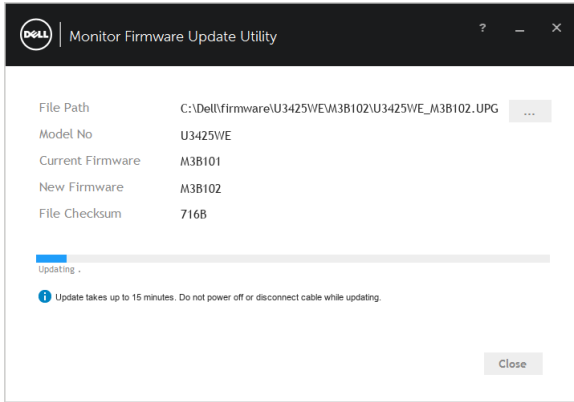 DELL Monitor Firmware Update Utility ?
File Path C:\Dell\firmware\U3425WE\M3B102\U3425WE_M3B102.UPG ...
Model No U3425WE
Current Firmware M3B101
New Firmware M3B102
File Checksum 716B
Updating .
Update takes up to 15 minutes. Do not power off or disconnect cable while updating.
Close